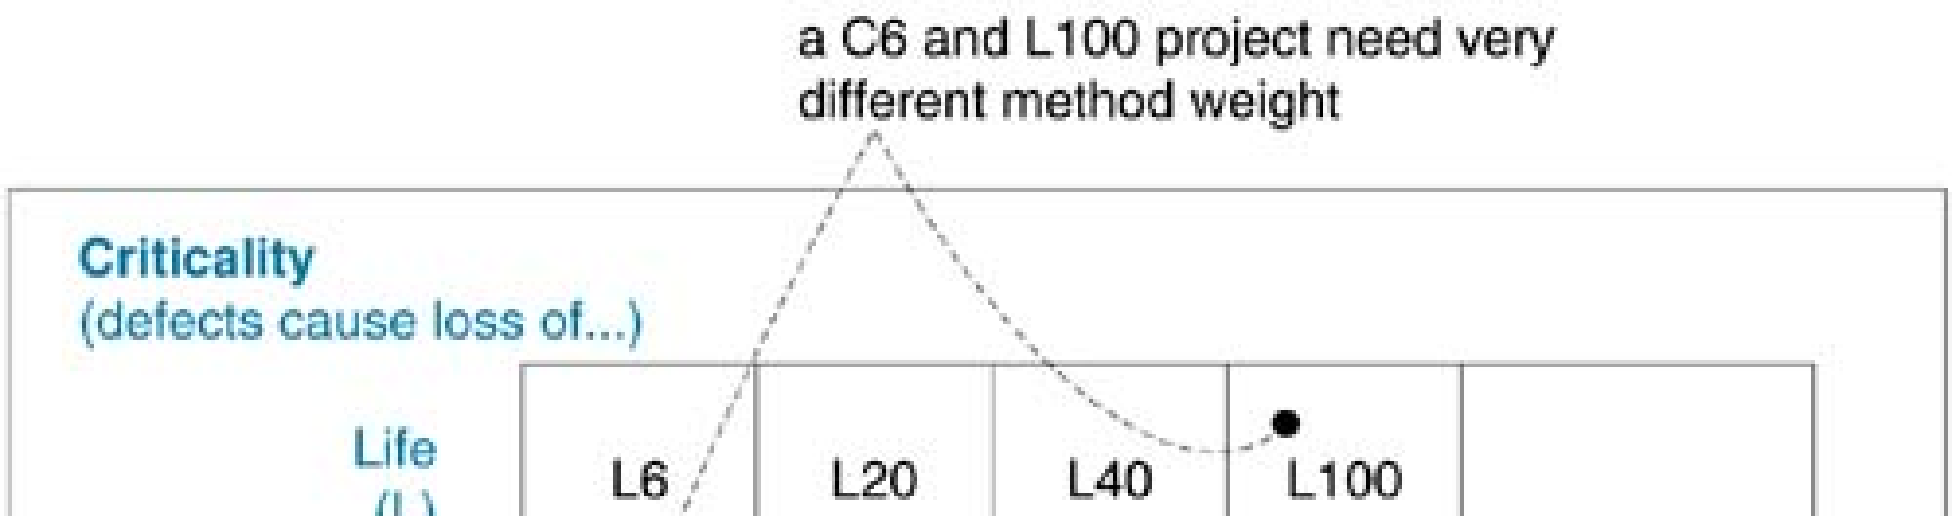 a C6 and L100 project need very
different method weight
Criticality
(defects cause loss of...)
Life
(L)
L6 L20 L40 L100